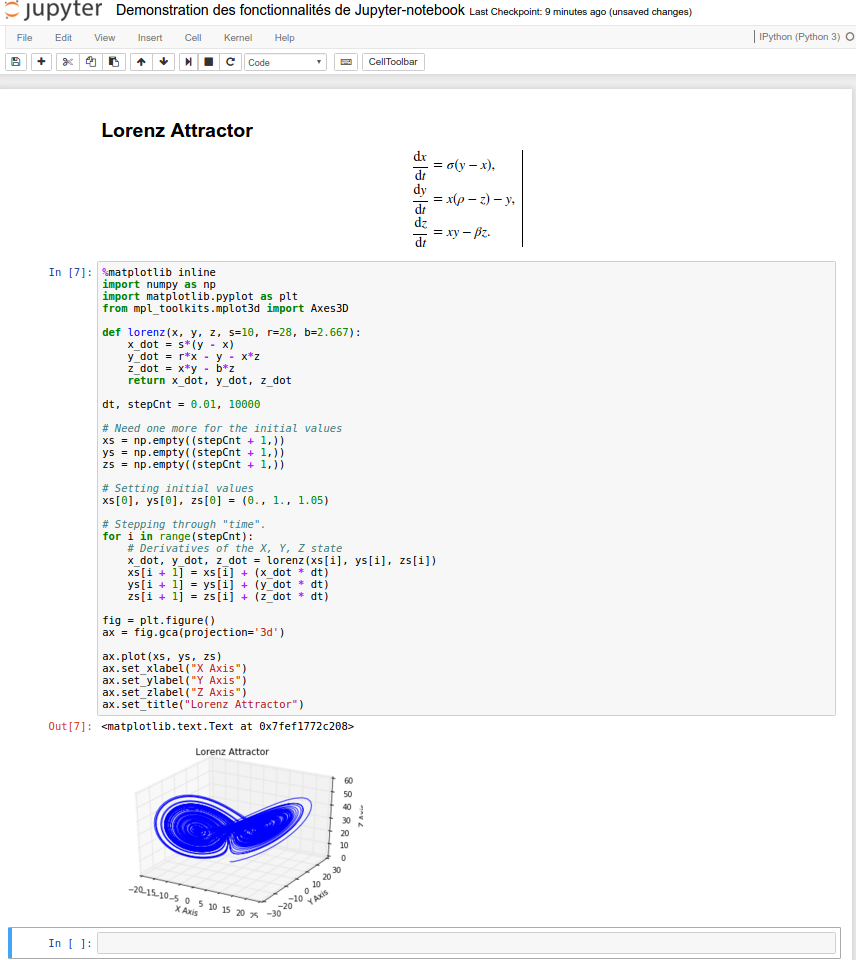 jupyter Demonstration des fonctionnalités de Jupyter-notebook Last Checkpoint: 9 minutes ago (unsaved changes)
File Edit View Insert Cell Kernel Help IPython (Python 3)
Code CellToolbar
Lorenz Attractor
dx/dt = σ(y − x),
dy/dt = x(ρ − z) − y,
dz/dt = xy − βz.
In [7]: %matplotlib inline
import numpy as np
import matplotlib.pyplot as plt
from mpl_toolkits.mplot3d import Axes3D
def lorenz(x, y, z, s=10, r=28, b=2.667):
    x_dot = s*(y - x)
    y_dot = r*x - y - x*z
    z_dot = x*y - b*z
    return x_dot, y_dot, z_dot
dt, stepCnt = 0.01, 10000
# Need one more for the initial values
xs = np.empty((stepCnt + 1,))
ys = np.empty((stepCnt + 1,))
zs = np.empty((stepCnt + 1,))
# Setting initial values
xs[0], ys[0], zs[0] = (0., 1., 1.05)
# Stepping through "time".
for i in range(stepCnt):
    # Derivatives of the X, Y, Z state
    x_dot, y_dot, z_dot = lorenz(xs[i], ys[i], zs[i])
    xs[i + 1] = xs[i] + (x_dot * dt)
    ys[i + 1] = ys[i] + (y_dot * dt)
    zs[i + 1] = zs[i] + (z_dot * dt)
fig = plt.figure()
ax = fig.gca(projection='3d')
ax.plot(xs, ys, zs)
ax.set_xlabel("X Axis")
ax.set_ylabel("Y Axis")
ax.set_zlabel("Z Axis")
ax.set_title("Lorenz Attractor")
Out[7]: <matplotlib.text.Text at 0x7fef1772c208>
Lorenz Attractor
60
50
40
30
20
10
0
Z Axis
−20 −15 −10 −5 0 5 10 15 20 25
X Axis
−30 −20 −10 0 10 20 30
Y Axis
In [ ]: